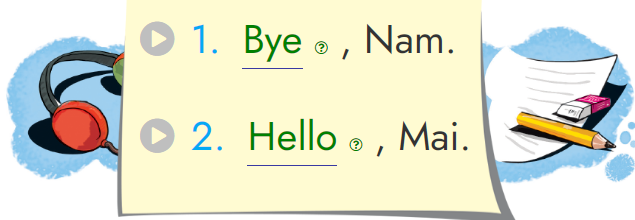 1. Bye ? , Nam.
2. Hello ? , Mai.